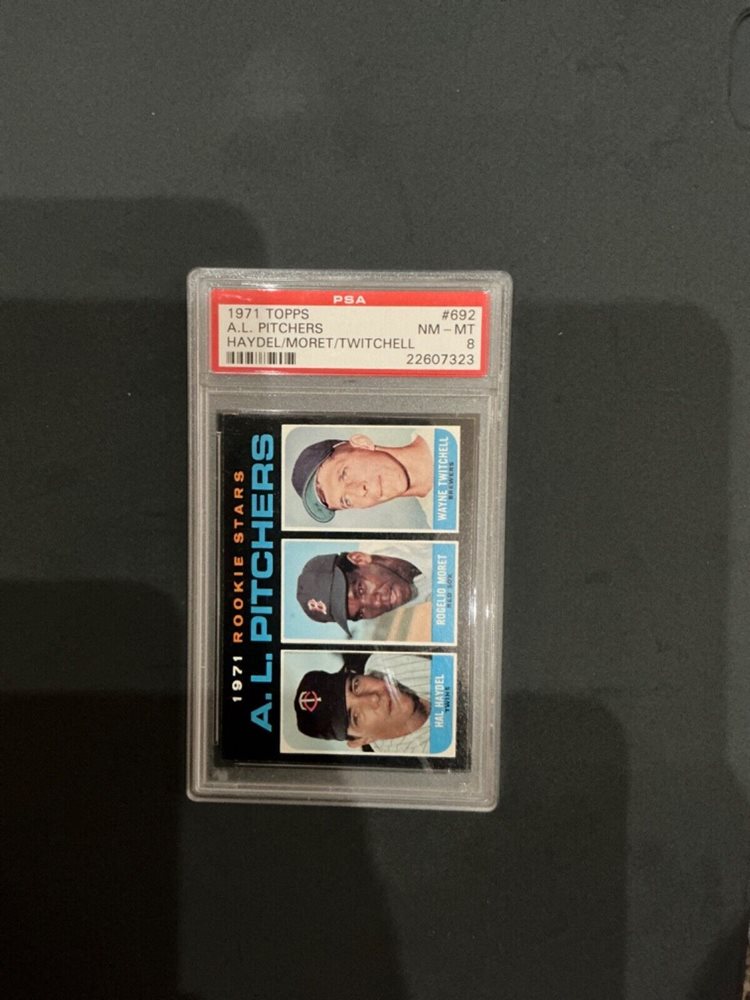 PSA
1971 TOPPS #692
A.L. PITCHERS NM - MT
HAYDEL/MORET/TWITCHELL 8
22607323
1971 ROOKIE STARS
A. L. PITCHERS
HAL HAYDEL
TWINS
ROGELIO MORET
RED SOX
WAYNE TWITCHELL
BREWERS